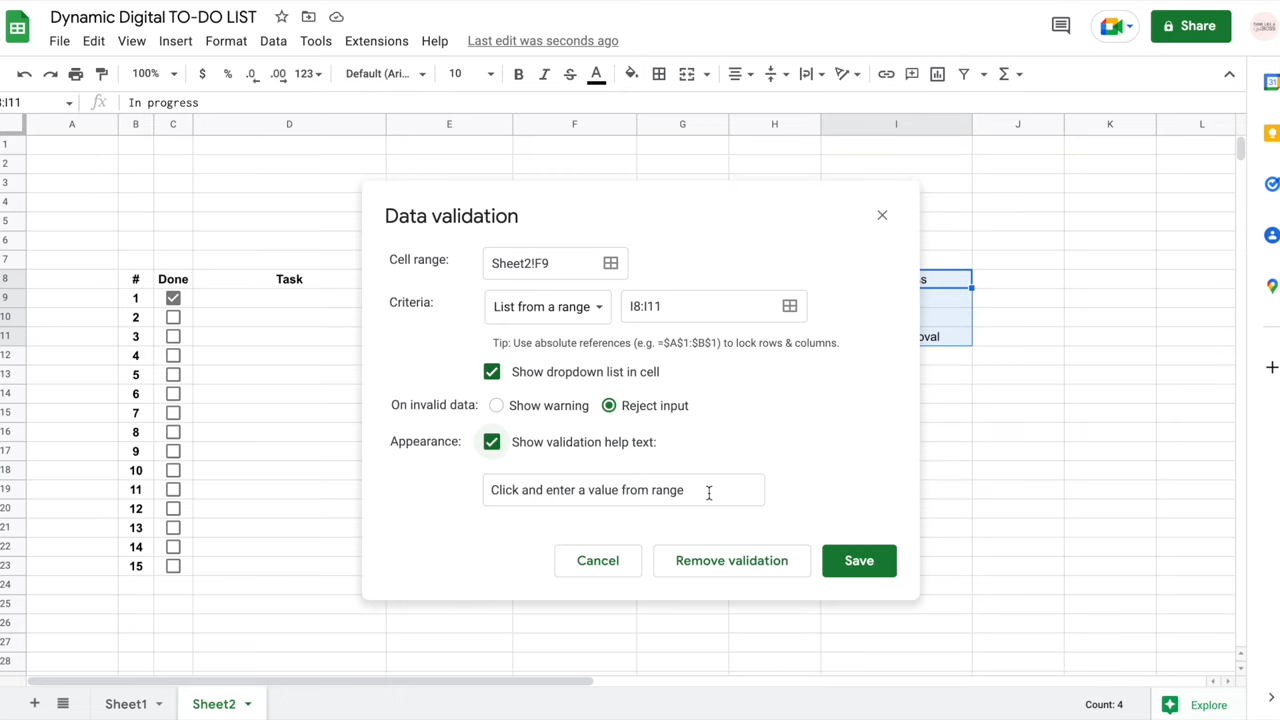 Dynamic Digital TO-DO LIST
Share
File Edit View Insert Format Data Tools Extensions Help Last edit was seconds ago
100% $ % .0 .00 123 Default (Ari... 10 B I S A
:I11 In progress
A B C D E F G H I J K L
1
2
3
4
5
6
7
8 # Done Task s
9 1
10 2
11 3 oval
12 4
13 5
14 6
15 7
16 8
17 9
18 10
19 11
20 12
21 13
22 14
23 15
24
25
26
27
28
Data validation
Cell range: Sheet2!F9
Criteria: List from a range I8:I11
Tip: Use absolute references (e.g. =$A$1:$B$1) to lock rows & columns.
Show dropdown list in cell
On invalid data: Show warning Reject input
Appearance: Show validation help text:
Click and enter a value from range
Cancel Remove validation Save
Sheet1 Sheet2 Count: 4 Explore